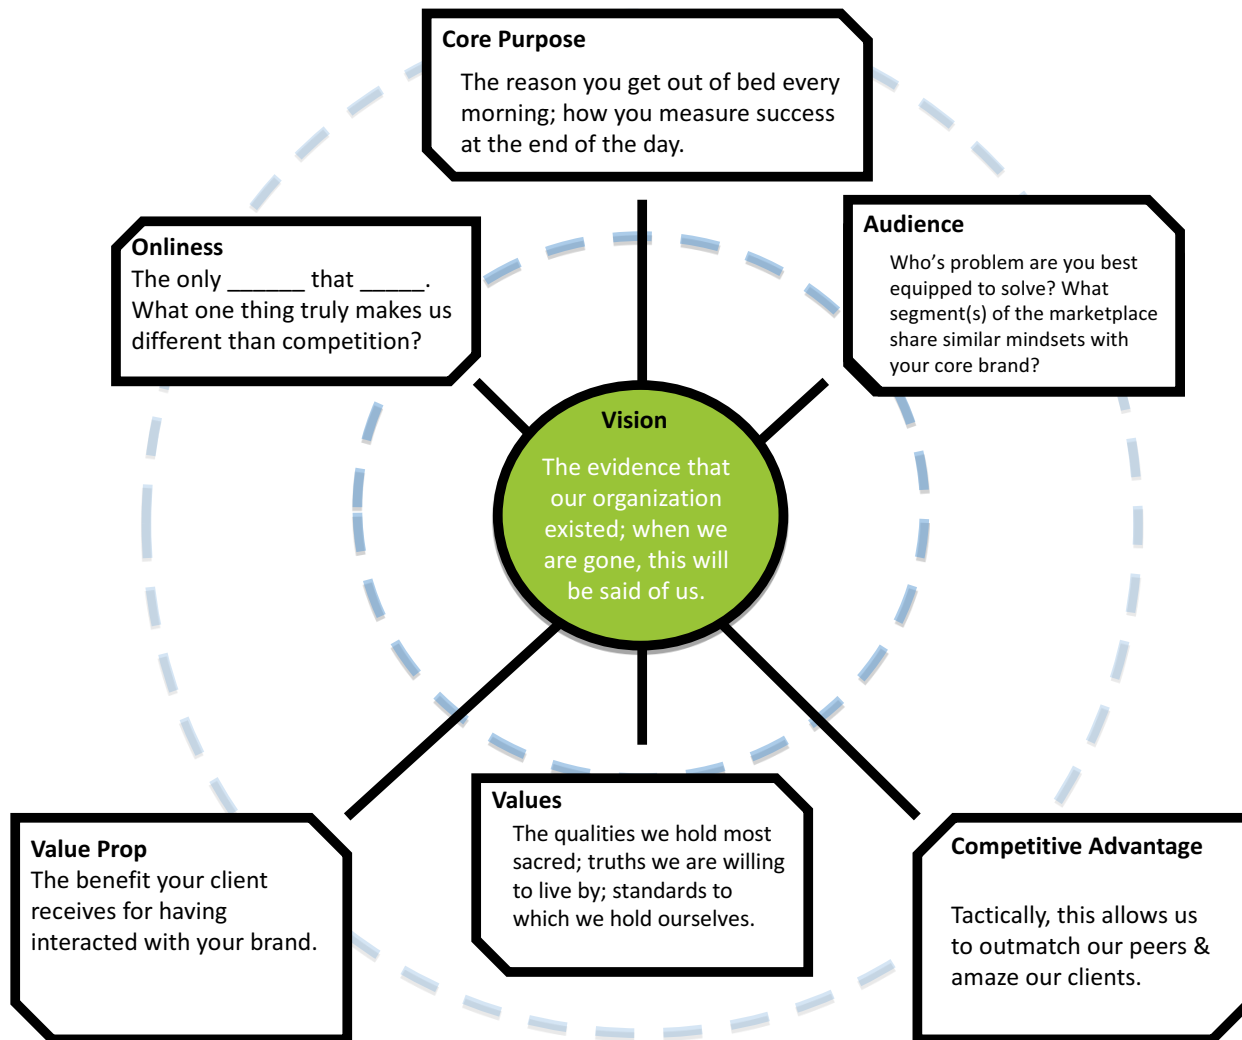 Core Purpose
The reason you get out of bed every
morning; how you measure success
at the end of the day.
Onliness
The only ______ that _____.
What one thing truly makes us
different than competition?
Audience
Who's problem are you best
equipped to solve? What
segment(s) of the marketplace
share similar mindsets with
your core brand?
Vision
The evidence that
our organization
existed; when we
are gone, this will
be said of us.
Value Prop
The benefit your client
receives for having
interacted with your brand.
Values
The qualities we hold most
sacred; truths we are willing
to live by; standards to
which we hold ourselves.
Competitive Advantage
Tactically, this allows us
to outmatch our peers &
amaze our clients.